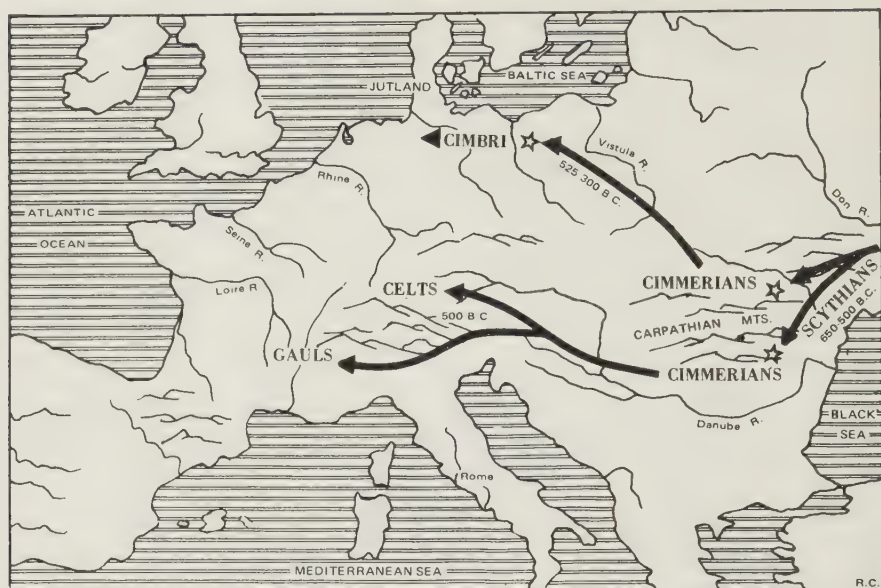 JUTLAND
BALTIC SEA
CIMBRI
Vistula R.
525-300 B.C.
Rhine R.
Don R.
ATLANTIC
OCEAN
Seine R.
Loire R
CELTS
500 B C
GAULS
CIMMERIANS
SCYTHIANS
650-500 B.C.
CARPATHIAN MTS.
CIMMERIANS
BLACK
SEA
Danube R.
Rome
MEDITERRANEAN SEA
R.C.